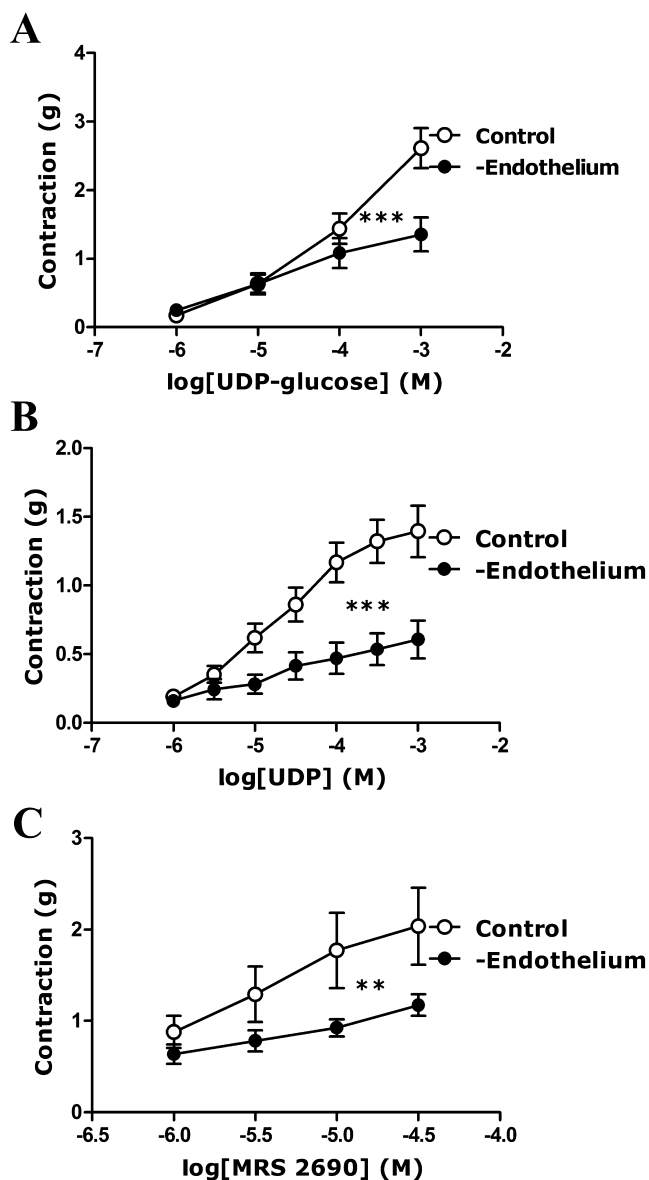 A
4
3
2
1
0
Contraction (g)
Control
-Endothelium
***
-7 -6 -5 -4 -3 -2
log[UDP-glucose] (M)
B
2.0
1.5
1.0
0.5
0.0
Contraction (g)
Control
-Endothelium
***
-7 -6 -5 -4 -3 -2
log[UDP] (M)
C
3
2
1
0
Contraction (g)
Control
-Endothelium
**
-6.5 -6.0 -5.5 -5.0 -4.5 -4.0
log[MRS 2690] (M)